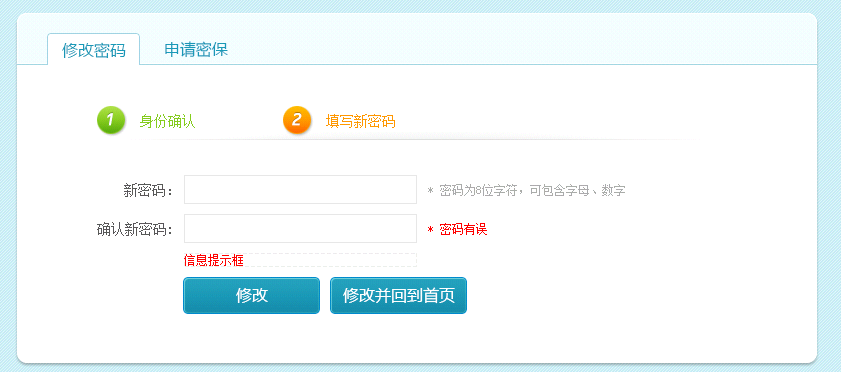 修改密码 申请密保
1 身份确认 2 填写新密码
新密码： * 密码为8位字符，可包含字母、数字
确认新密码： * 密码有误
信息提示框
修改 修改并回到首页